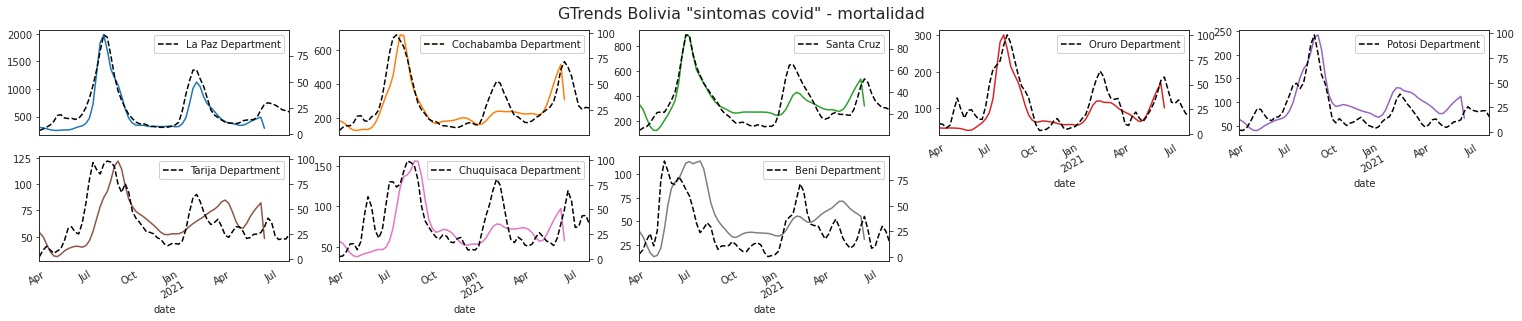 GTrends Bolivia "sintomas covid" - mortalidad
La Paz Department
2000
1500
1000
500
75
50
25
0
Cochabamba Department
600
400
200
100
75
50
25
0
Santa Cruz
800
600
400
200
80
60
40
20
Oruro Department
300
200
100
100
75
50
25
0
Apr
Jul
Oct
Jan
2021
Apr
Jul
date
Potosi Department
250
200
150
100
50
100
75
50
25
0
Apr
Jul
Oct
Jan
2021
Apr
Jul
date
Tarija Department
125
100
75
50
100
75
50
25
0
Apr
Jul
Oct
Jan
2021
Apr
Jul
date
Chuquisaca Department
150
100
50
100
75
50
25
0
Apr
Jul
Oct
Jan
2021
Apr
Jul
date
Beni Department
100
75
50
25
75
50
25
0
Apr
Jul
Oct
Jan
2021
Apr
Jul
date